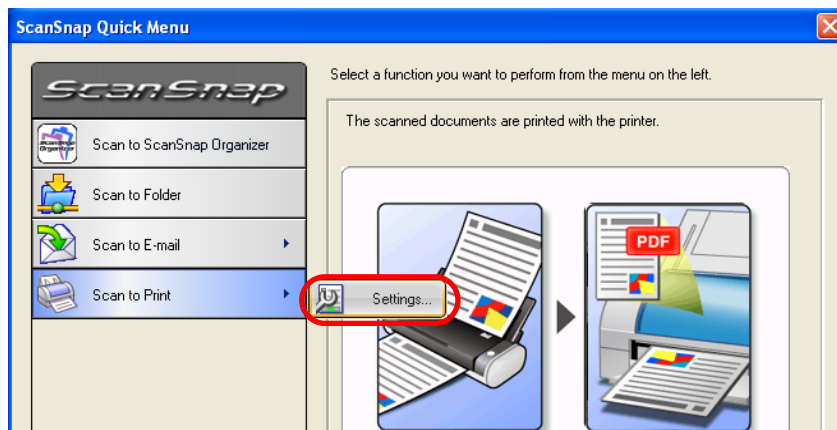 ScanSnap Quick Menu
ScanSnap
Select a function you want to perform from the menu on the left.
The scanned documents are printed with the printer.
Scan to ScanSnap Organizer
Scan to Folder
Scan to E-mail
Scan to Print
Settings...
PDF